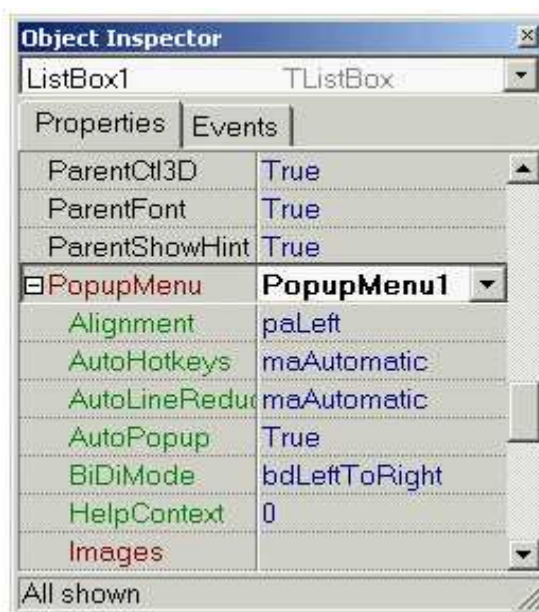 Object Inspector
ListBox1 TListBox
Properties Events
ParentCtl3D True
ParentFont True
ParentShowHint True
PopupMenu PopupMenu1
Alignment paLeft
AutoHotkeys maAutomatic
AutoLineReduc maAutomatic
AutoPopup True
BiDiMode bdLeftToRight
HelpContext 0
Images
All shown